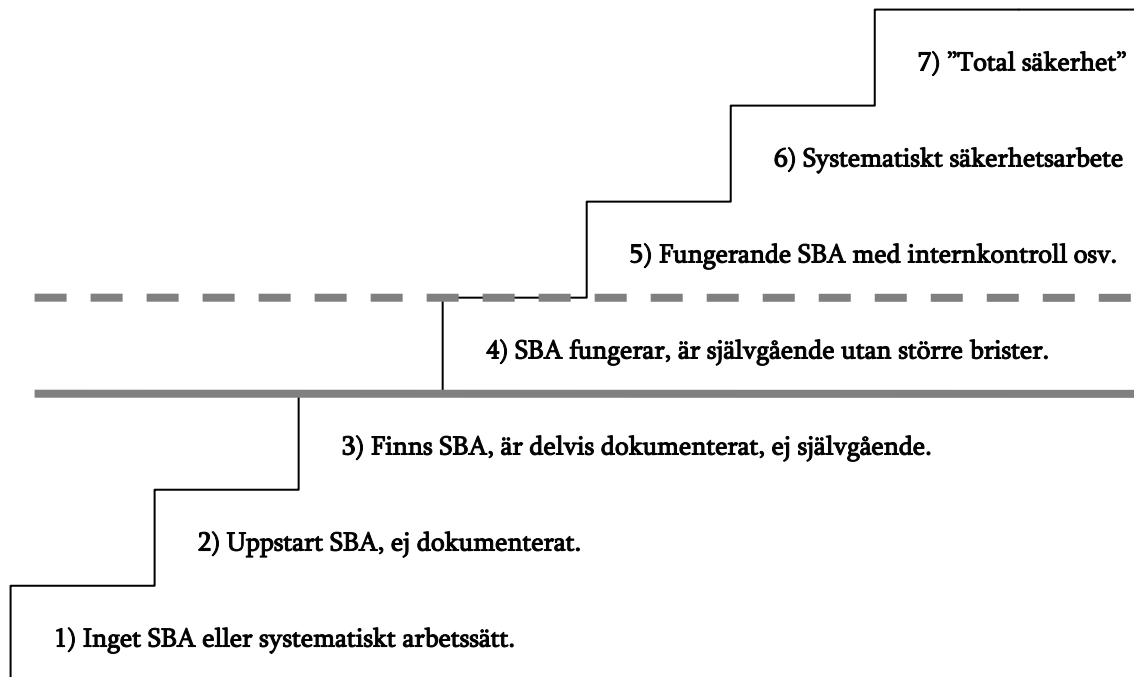 7) ”Total säkerhet”
6) Systematiskt säkerhetsarbete
5) Fungerande SBA med internkontroll osv.
4) SBA fungerar, är självgående utan större brister.
3) Finns SBA, är delvis dokumenterat, ej självgående.
2) Uppstart SBA, ej dokumenterat.
1) Inget SBA eller systematiskt arbetssätt.